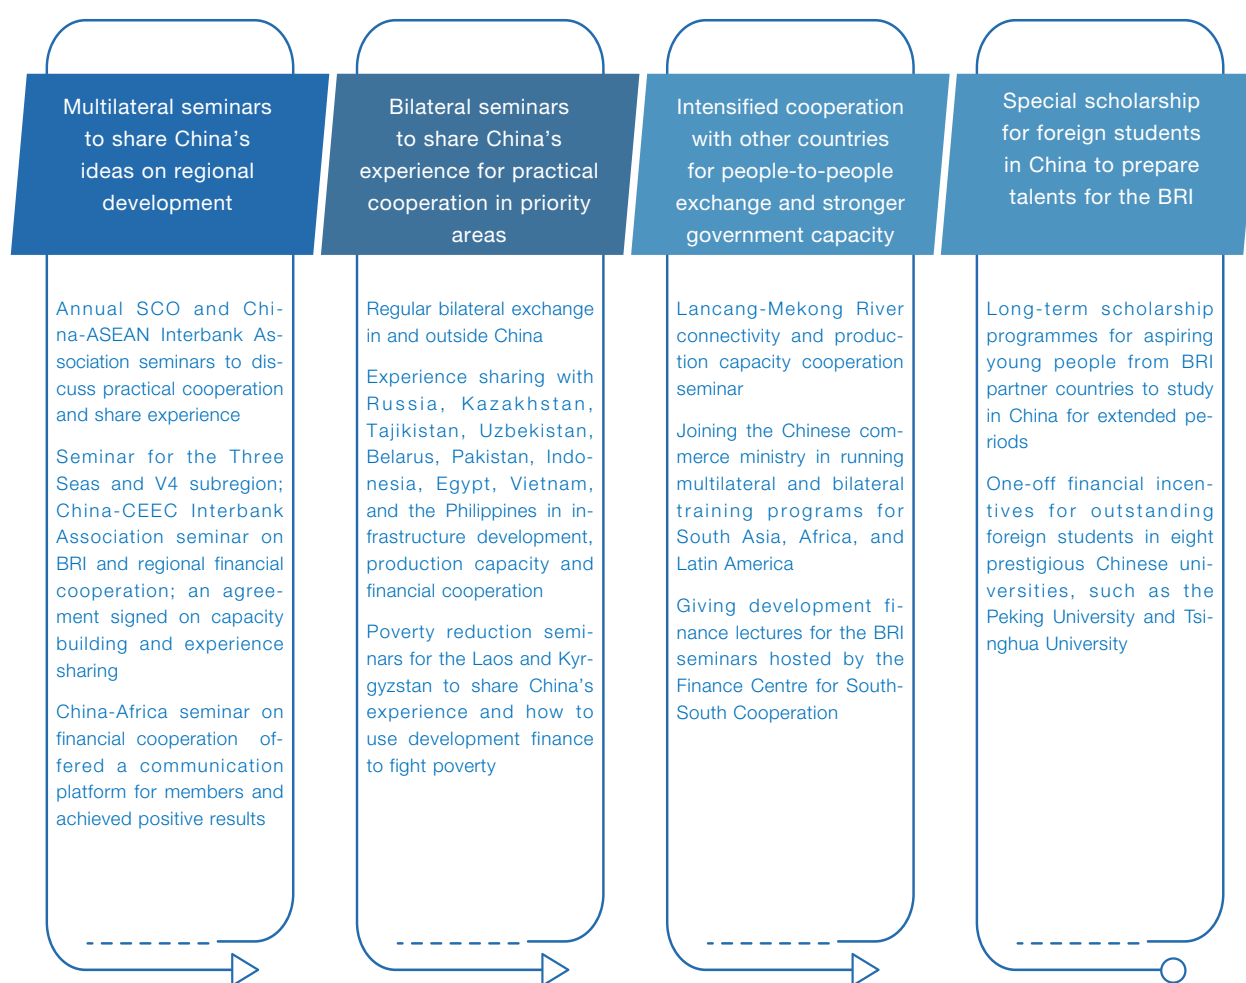 Multilateral seminars
to share China's
ideas on regional
development
Annual SCO and Chi-
na-ASEAN Interbank As-
sociation seminars to dis-
cuss practical cooperation
and share experience
Seminar for the Three
Seas and V4 subregion;
China-CEEC Interbank
Association seminar on
BRI and regional financial
cooperation; an agree-
ment signed on capacity
building and experience
sharing
China-Africa seminar on
financial cooperation of-
fered a communication
platform for members and
achieved positive results
Bilateral seminars
to share China's
experience for practical
cooperation in priority
areas
Regular bilateral exchange
in and outside China
Experience sharing with
Russia, Kazakhstan,
Tajikistan, Uzbekistan,
Belarus, Pakistan, Indo-
nesia, Egypt, Vietnam,
and the Philippines in in-
frastructure development,
production capacity and
financial cooperation
Poverty reduction semi-
nars for the Laos and Kyr-
gyzstan to share China's
experience and how to
use development finance
to fight poverty
Intensified cooperation
with other countries
for people-to-people
exchange and stronger
government capacity
Lancang-Mekong River
connectivity and produc-
tion capacity cooperation
seminar
Joining the Chinese com-
merce ministry in running
multilateral and bilateral
training programs for
South Asia, Africa, and
Latin America
Giving development fi-
nance lectures for the BRI
seminars hosted by the
Finance Centre for South-
South Cooperation
Special scholarship
for foreign students
in China to prepare
talents for the BRI
Long-term scholarship
programmes for aspiring
young people from BRI
partner countries to study
in China for extended pe-
riods
One-off financial incen-
tives for outstanding
foreign students in eight
prestigious Chinese uni-
versities, such as the
Peking University and Tsi-
nghua University